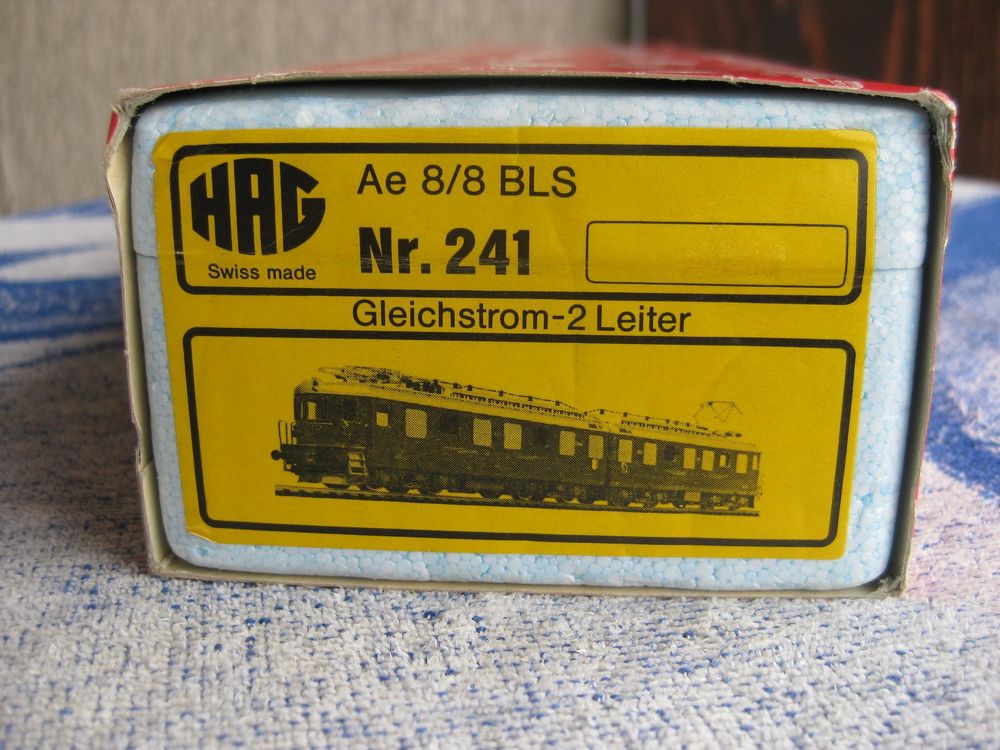 HAG
Swiss made
Ae 8/8 BLS
Nr. 241
Gleichstrom-2 Leiter